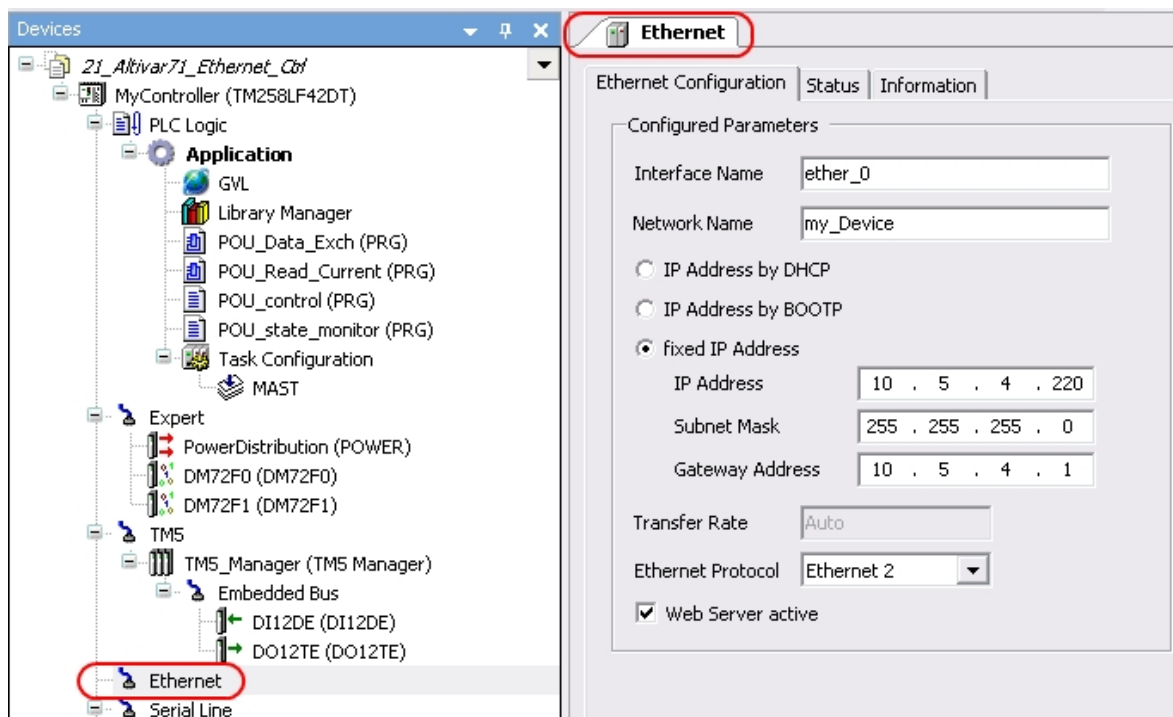 Devices
21_Altivar71_Ethernet_Cbl
MyController (TM258LF42DT)
PLC Logic
Application
GVL
Library Manager
POU_Data_Exch (PRG)
POU_Read_Current (PRG)
POU_control (PRG)
POU_state_monitor (PRG)
Task Configuration
MAST
Expert
PowerDistribution (POWER)
DM72F0 (DM72F0)
DM72F1 (DM72F1)
TM5
TM5_Manager (TM5 Manager)
Embedded Bus
DI12DE (DI12DE)
DO12TE (DO12TE)
Ethernet
Serial Line
Ethernet
Ethernet Configuration Status Information
Configured Parameters
Interface Name ether_0
Network Name my_Device
IP Address by DHCP
IP Address by BOOTP
fixed IP Address
IP Address 10 . 5 . 4 . 220
Subnet Mask 255 . 255 . 255 . 0
Gateway Address 10 . 5 . 4 . 1
Transfer Rate Auto
Ethernet Protocol Ethernet 2
Web Server active